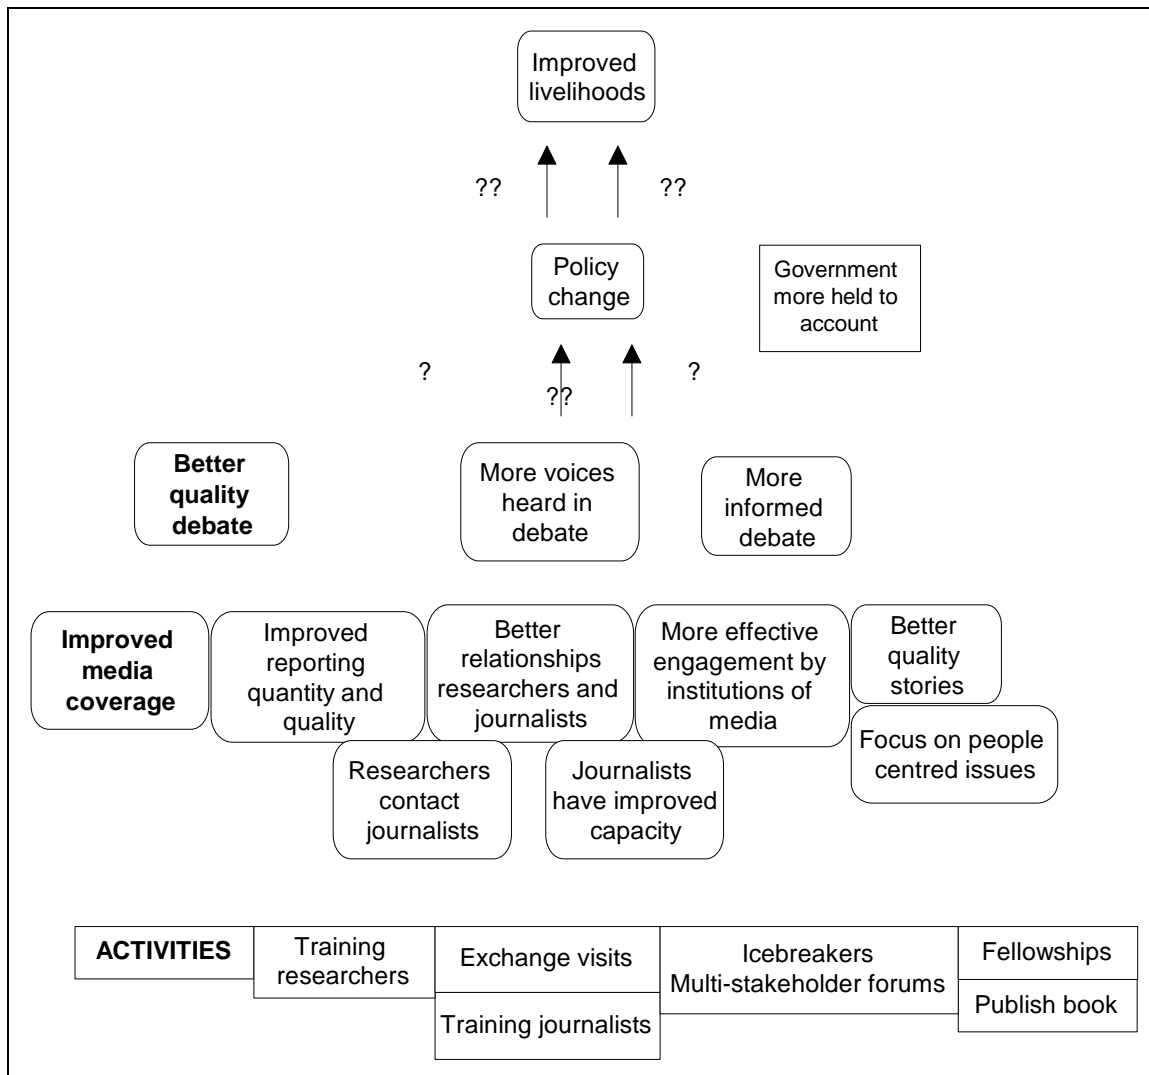 Improved
livelihoods
??
??
Policy
change
Government
more held to
account
?
??
?
Better
quality
debate
More voices
heard in
debate
More
informed
debate
Improved
media
coverage
Improved
reporting
quantity and
quality
Better
relationships
researchers and
journalists
More effective
engagement by
institutions of
media
Better
quality
stories
Focus on people
centred issues
Researchers
contact
journalists
Journalists
have improved
capacity
ACTIVITIES
Training
researchers
Exchange visits
Training journalists
Icebreakers
Multi-stakeholder forums
Fellowships
Publish book